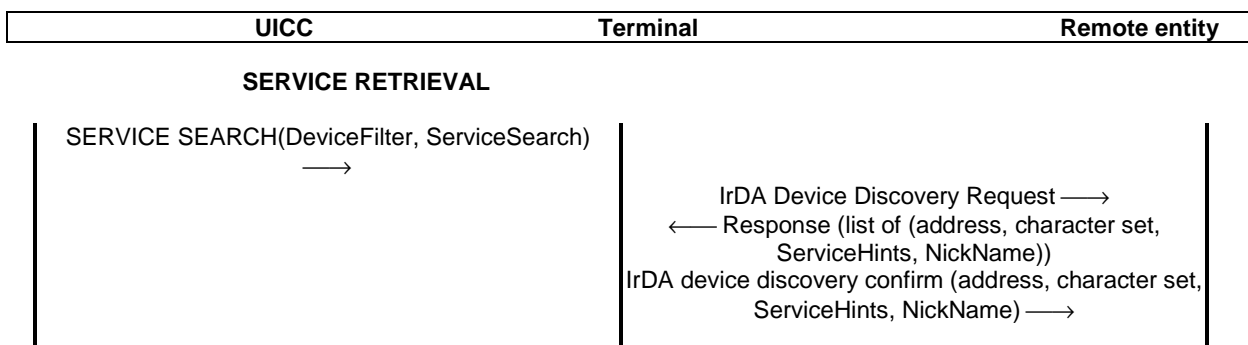 UICC Terminal Remote entity
SERVICE RETRIEVAL
SERVICE SEARCH(DeviceFilter, ServiceSearch)
⟶
IrDA Device Discovery Request ⟶
⟵ Response (list of (address, character set,
ServiceHints, NickName))
IrDA device discovery confirm (address, character set,
ServiceHints, NickName) ⟶